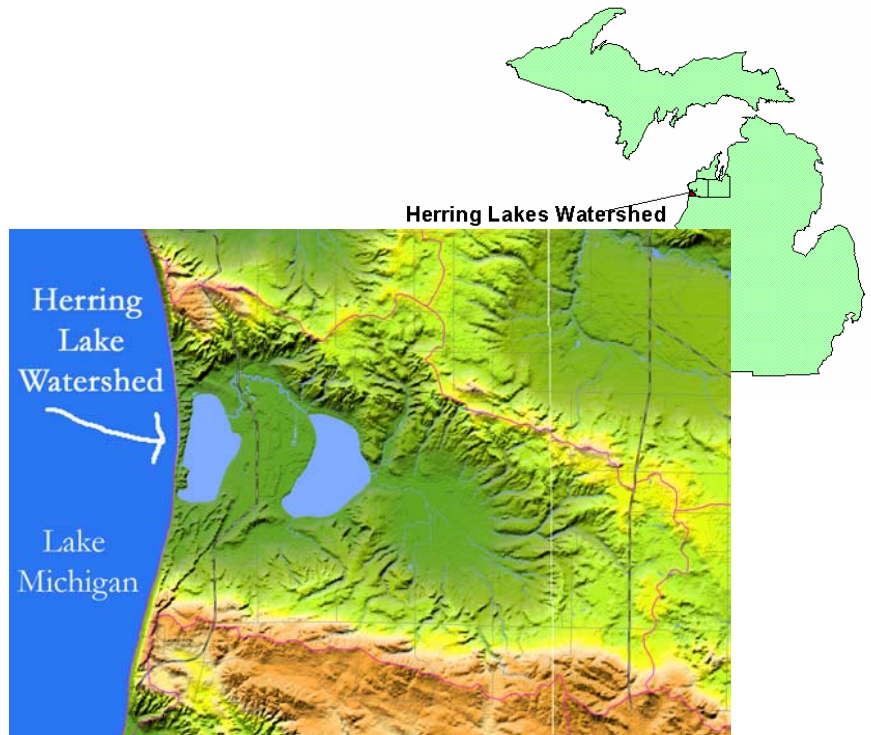 Herring Lakes Watershed
Herring
Lake
Watershed
Lake
Michigan